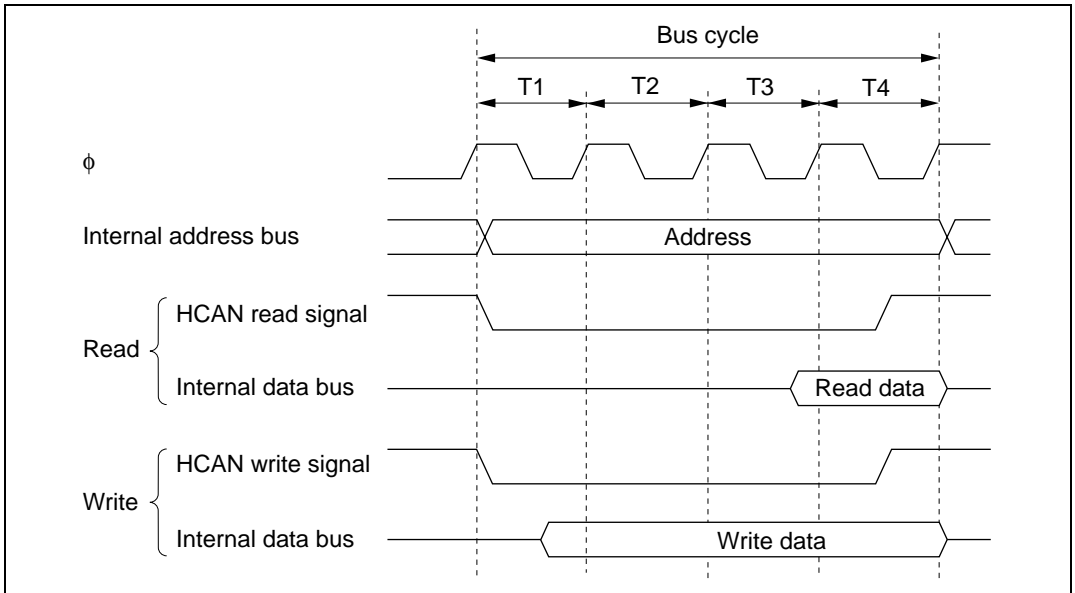 Bus cycle
T1 T2 T3 T4
ϕ
Internal address bus Address
HCAN read signal
Read
Internal data bus Read data
HCAN write signal
Write
Internal data bus Write data